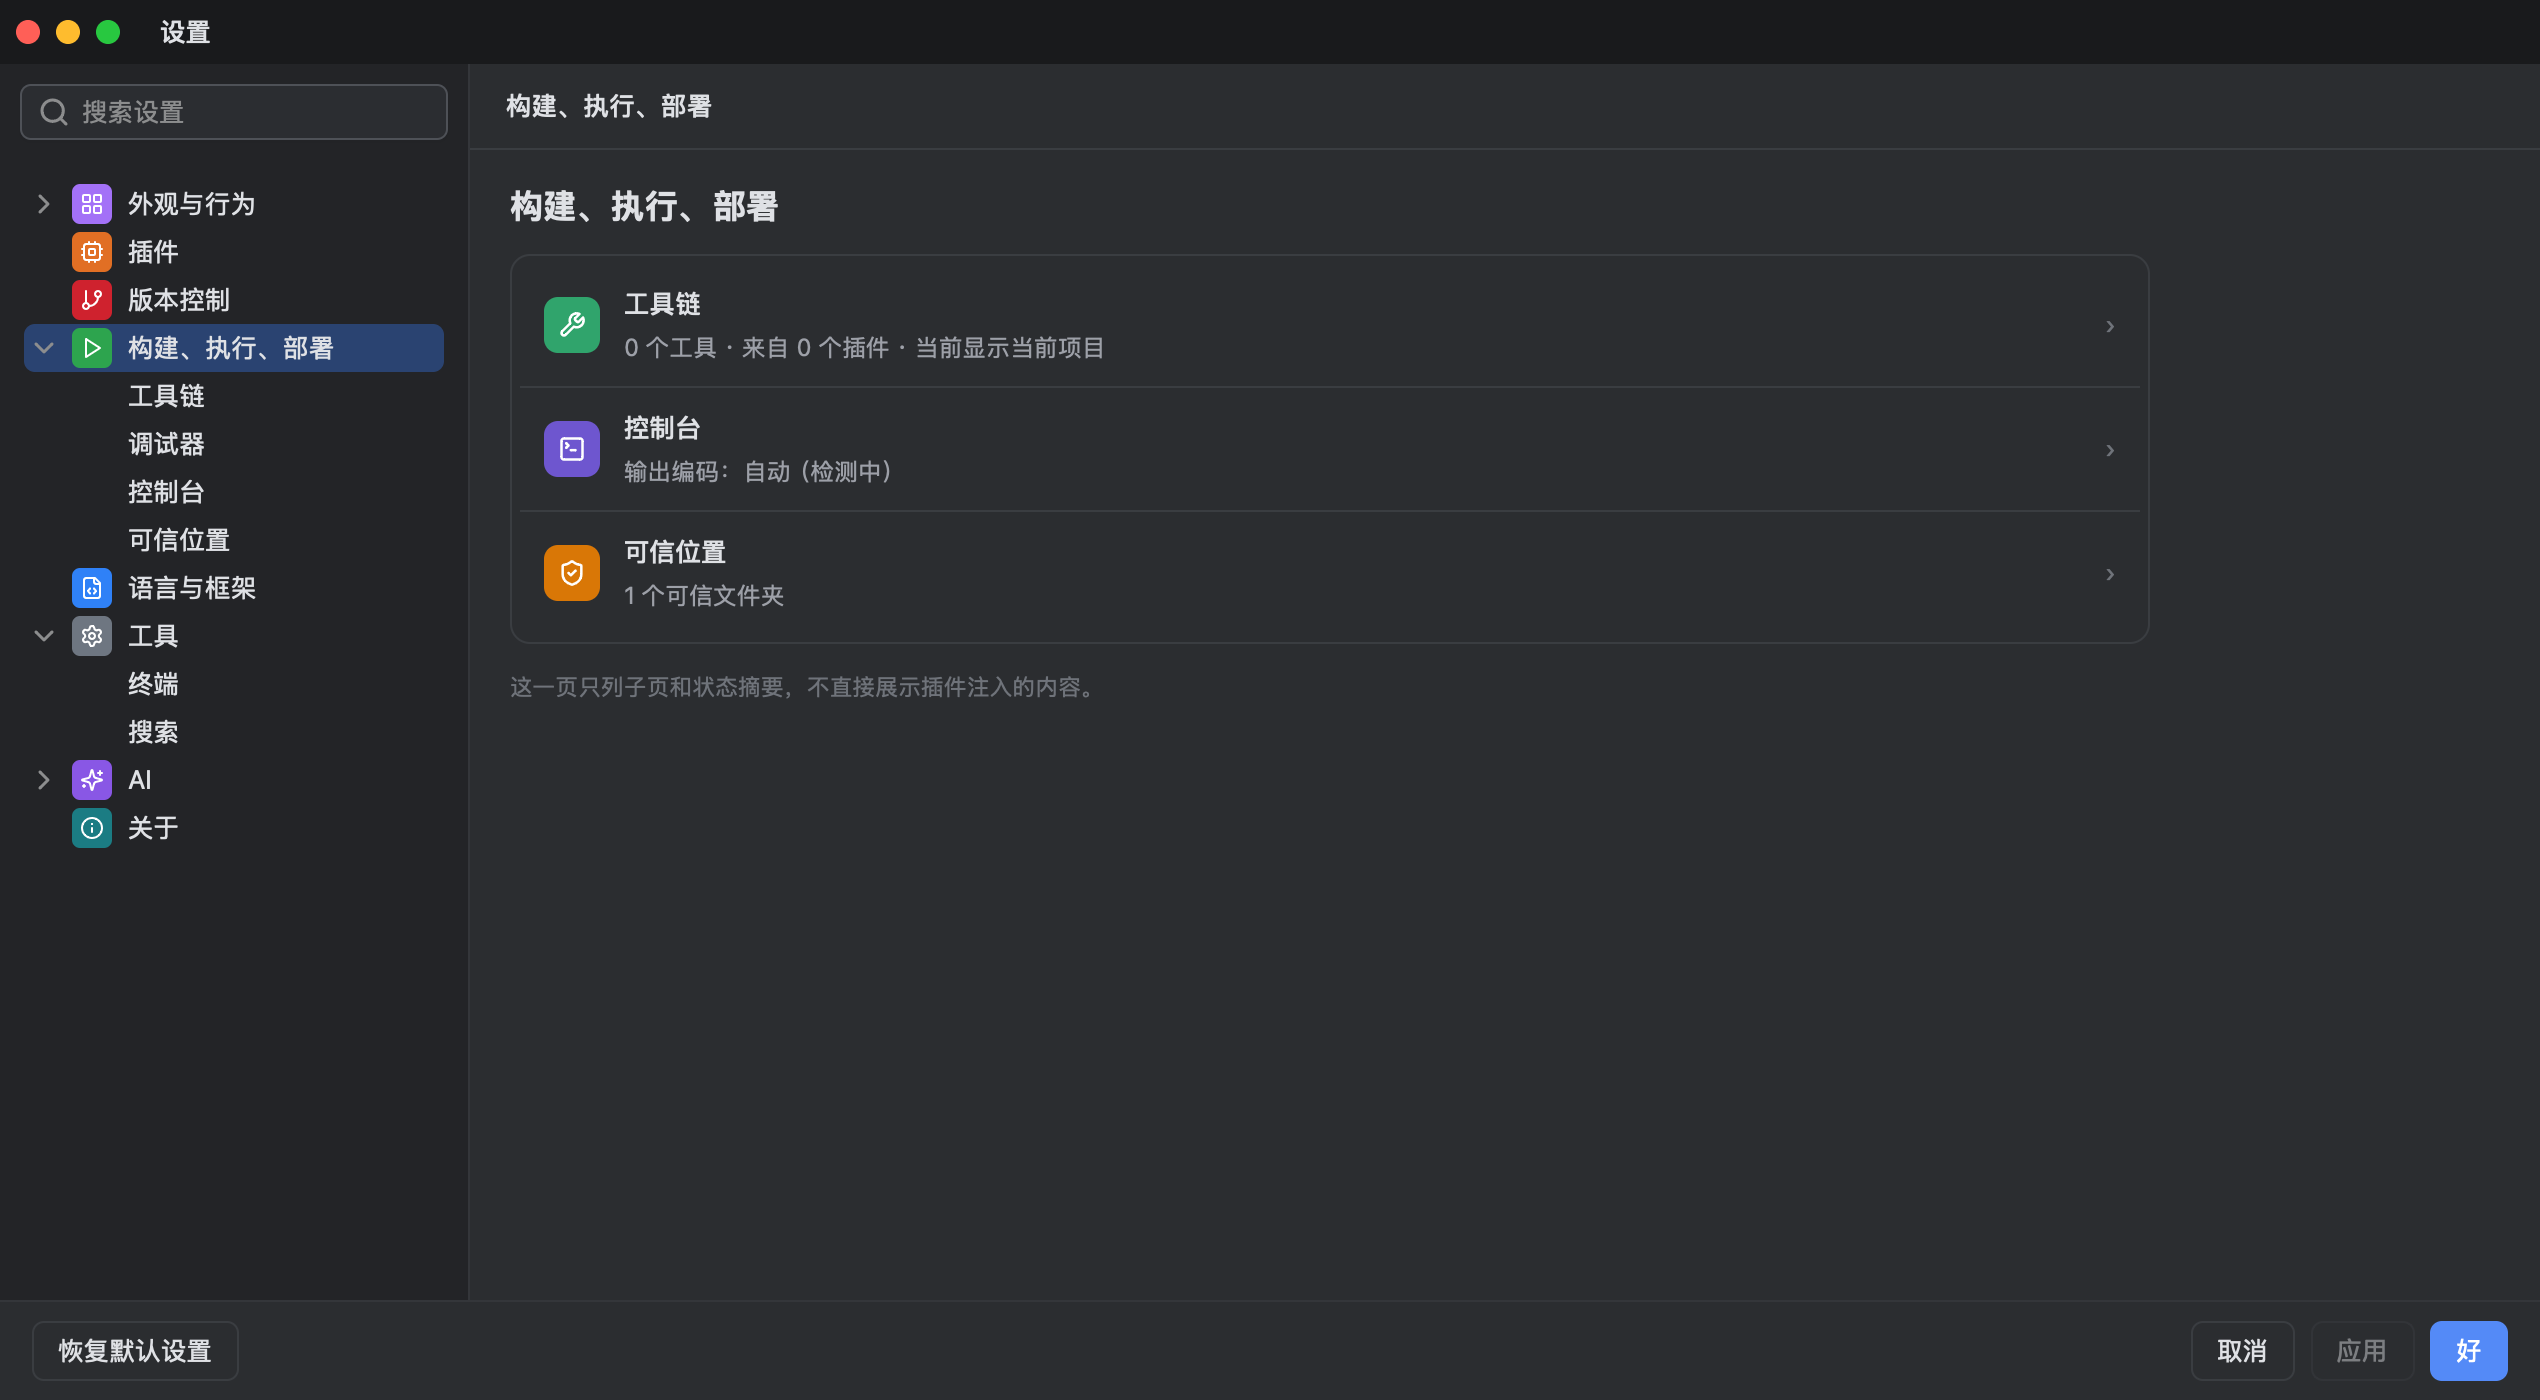 设置
搜索设置
外观与行为
插件
版本控制
构建、执行、部署
工具链
调试器
控制台
可信位置
语言与框架
工具
终端
搜索
AI
关于
构建、执行、部署
构建、执行、部署
工具链
0 个工具 · 来自 0 个插件 · 当前显示当前项目
控制台
输出编码：自动（检测中）
可信位置
1 个可信文件夹
这一页只列子页和状态摘要，不直接展示插件注入的内容。
恢复默认设置
取消
应用
好